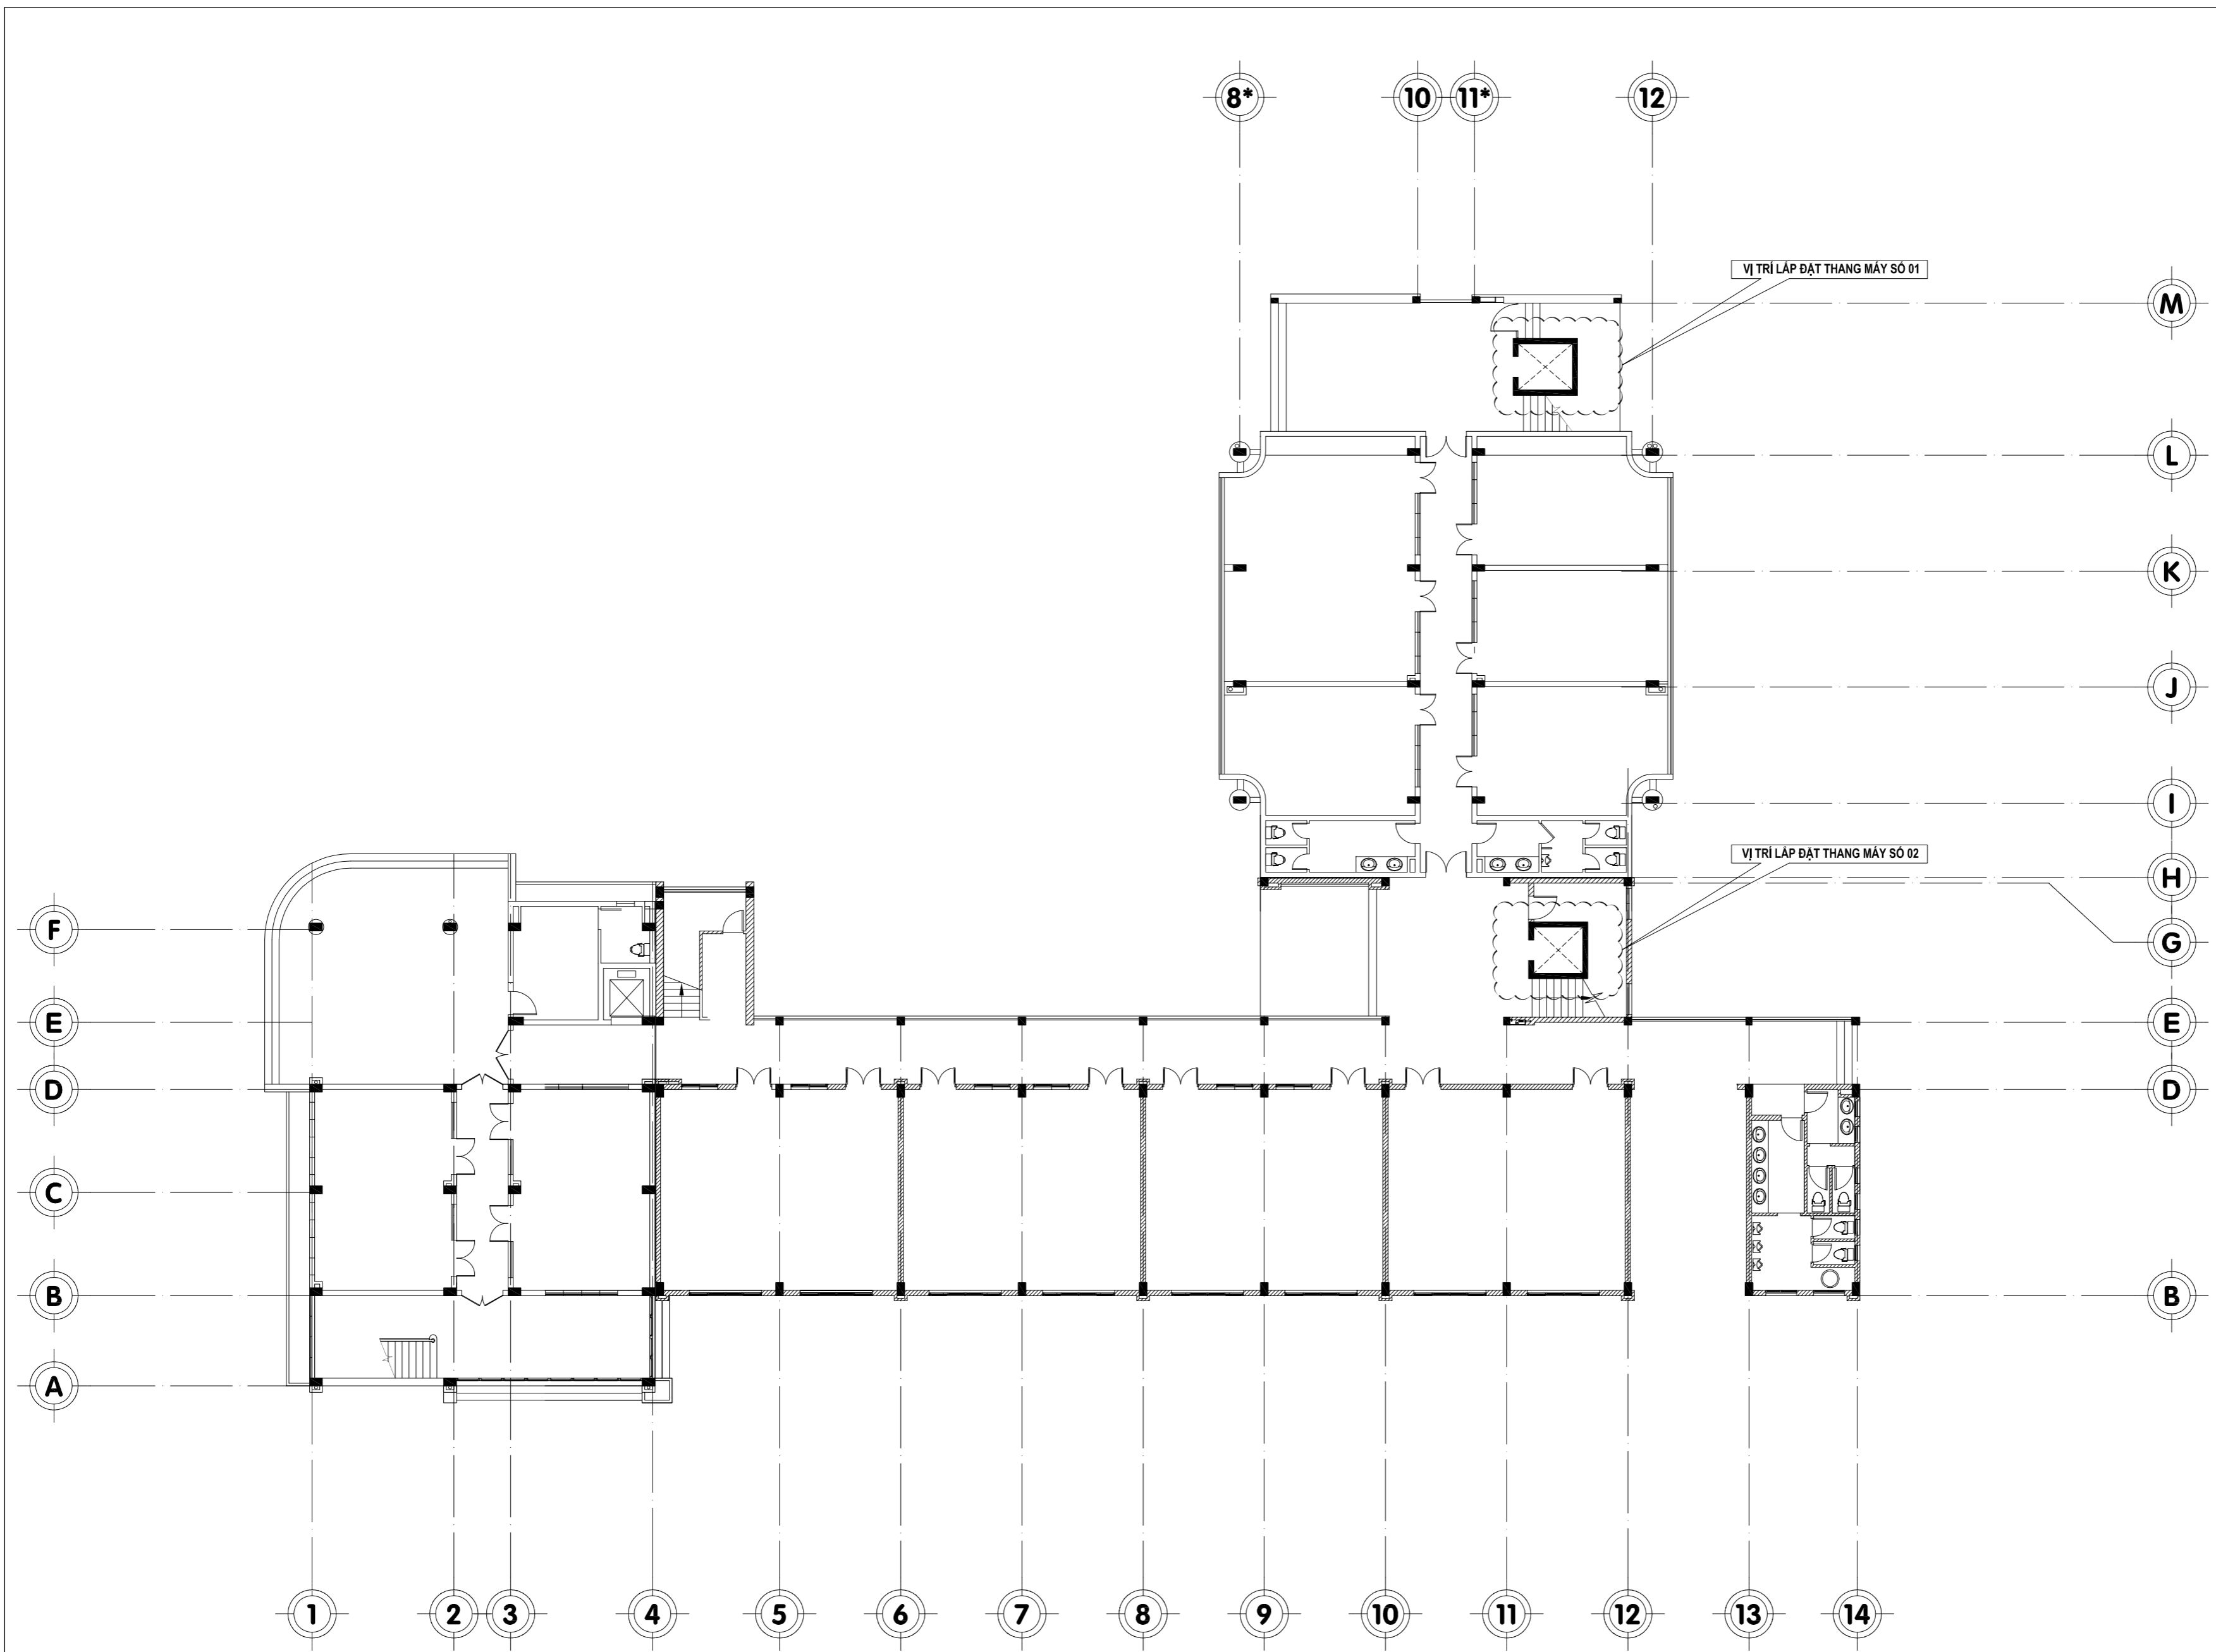 8*
10
11*
12
VỊ TRÍ LẮP ĐẶT THANG MÁY SỐ 01
M
L
K
J
I
VỊ TRÍ LẮP ĐẶT THANG MÁY SỐ 02
H
F
G
E
E
D
D
C
B
B
A
1
2
3
4
5
6
7
8
9
10
11
12
13
14